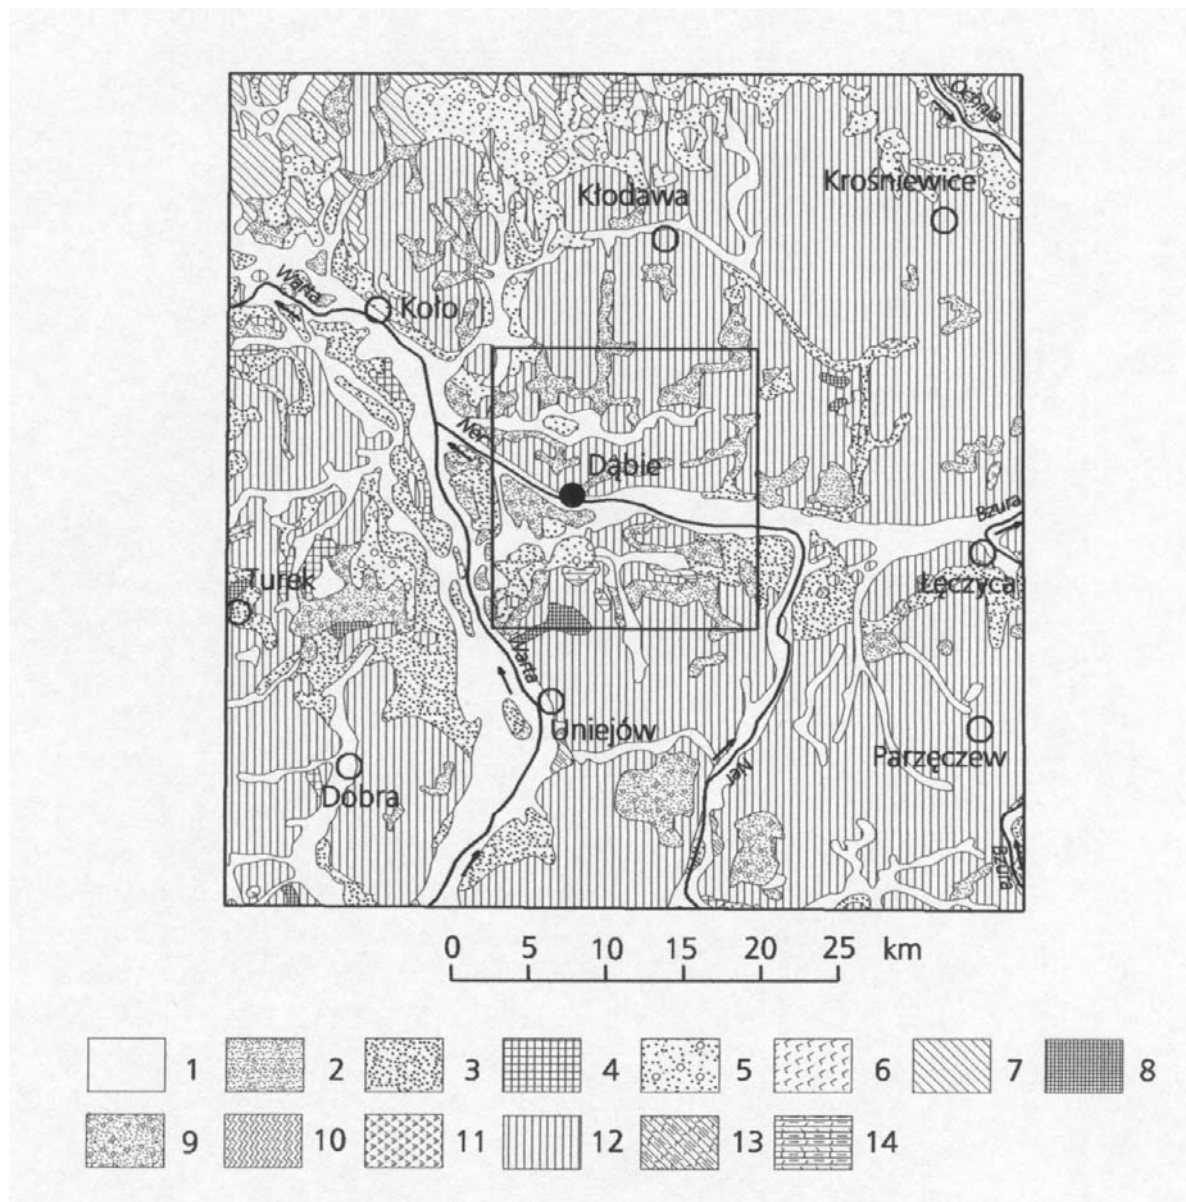 Ochnia
Krośniewice
Kłodawa
Warta
Koło
Ner
Dąbie
Bzura
Łęczyca
Turek
Warta
Uniejów
Parzęczew
Ner
Dobra
Bzura
0 5 10 15 20 25 km
1 2 3 4 5 6 7 8
9 10 11 12 13 14